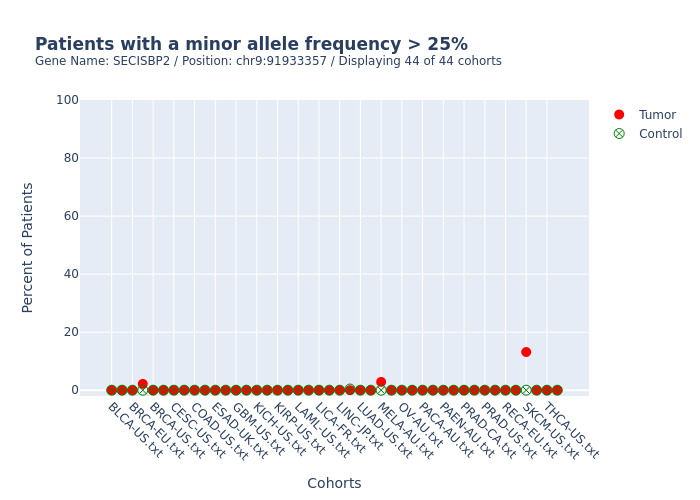 Patients with a minor allele frequency > 25%
Gene Name: SECISBP2 / Position: chr9:91933357 / Displaying 44 of 44 cohorts
100
80
60
40
20
0
Percent of Patients
Tumor
Control
BLCA-US.txt
BRCA-EU.txt
BRCA-US.txt
CESC-US.txt
COAD-US.txt
ESAD-UK.txt
GBM-US.txt
KICH-US.txt
KIRP-US.txt
LAML-US.txt
LICA-FR.txt
LINC-JP.txt
LUAD-US.txt
MELA-AU.txt
OV-AU.txt
PACA-AU.txt
PAEN-AU.txt
PRAD-CA.txt
PRAD-US.txt
RECA-EU.txt
SKCM-US.txt
THCA-US.txt
Cohorts